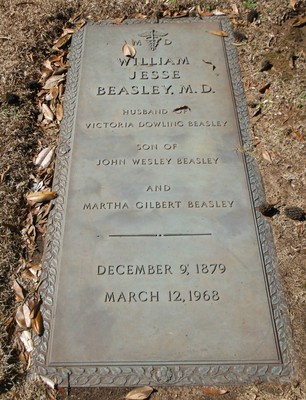 M D
WILLIAM
JESSE
BEASLEY, M.D.
HUSBAND OF
VICTORIA DOWLING BEASLEY
SON OF
JOHN WESLEY BEASLEY
AND
MARTHA GILBERT BEASLEY
DECEMBER 9, 1879
MARCH 12, 1968